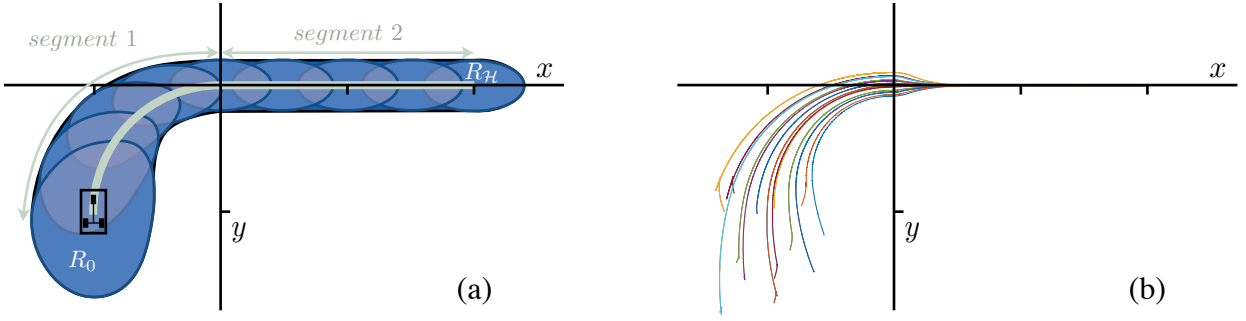 segment 1
segment 2
x
R_H
y
R_0
(a)
x
y
(b)